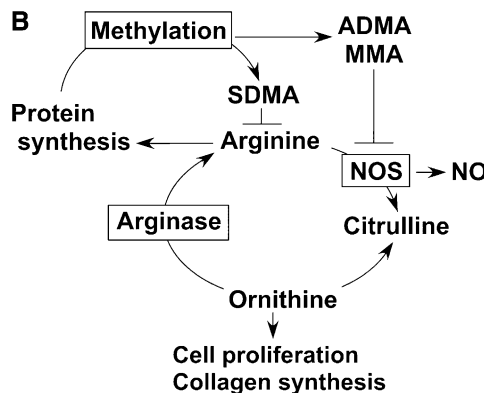 B
Methylation
ADMA
MMA
SDMA
Protein
synthesis
Arginine
NOS
NO
Arginase
Citrulline
Ornithine
Cell proliferation
Collagen synthesis